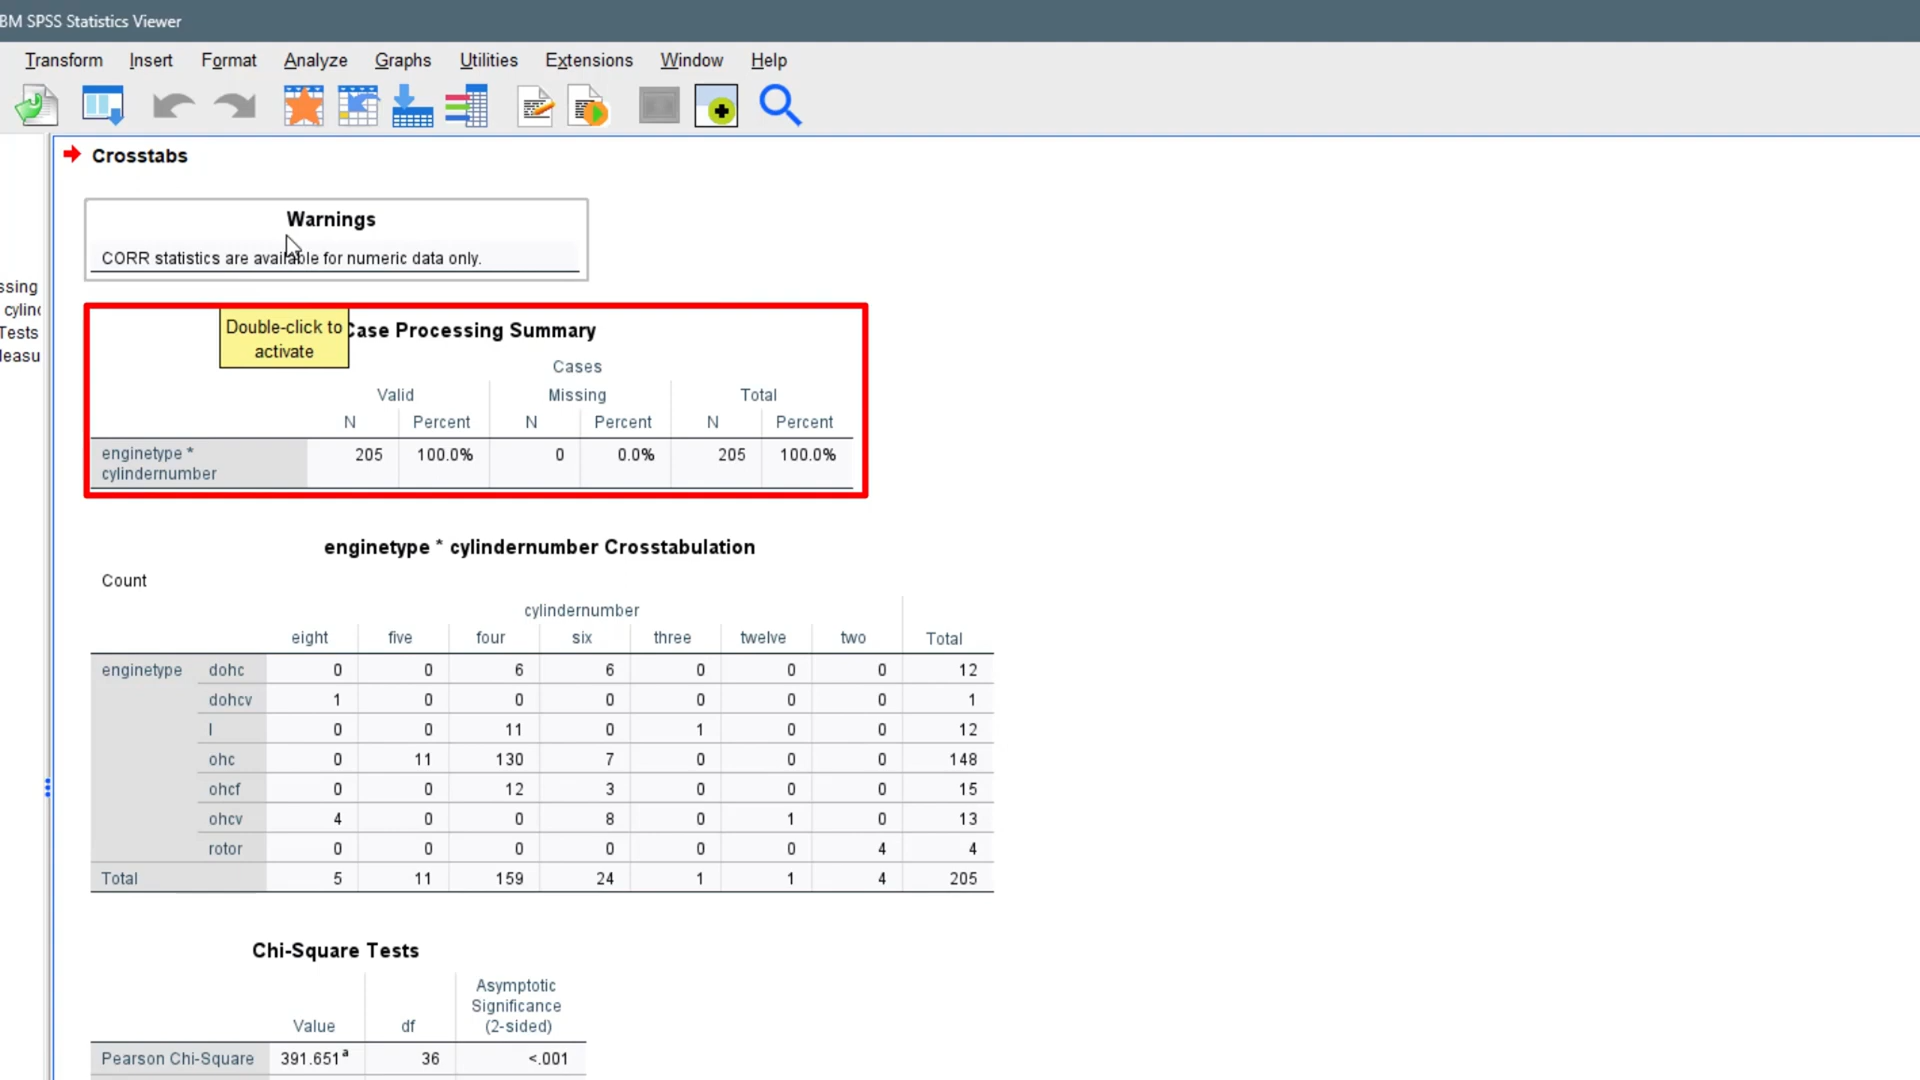 BM SPSS Statistics Viewer
Transform Insert Format Analyze Graphs Utilities Extensions Window Help
Crosstabs
Warnings
CORR statistics are available for numeric data only.
ssing
cylin
Tests
Measu
Double-click to
activate
Case Processing Summary
Cases
Valid Missing Total
N Percent N Percent N Percent
enginetype * 205 100.0% 0 0.0% 205 100.0%
cylindernumber
enginetype * cylindernumber Crosstabulation
Count
cylindernumber
eight five four six three twelve two Total
enginetype dohc 0 0 6 6 0 0 0 12
dohcv 1 0 0 0 0 0 0 1
l 0 0 11 0 1 0 0 12
ohc 0 11 130 7 0 0 0 148
ohcf 0 0 12 3 0 0 0 15
ohcv 4 0 0 8 0 1 0 13
rotor 0 0 0 0 0 0 4 4
Total 5 11 159 24 1 1 4 205
Chi-Square Tests
Asymptotic
Significance
Value df (2-sided)
Pearson Chi-Square 391.651a 36 <.001